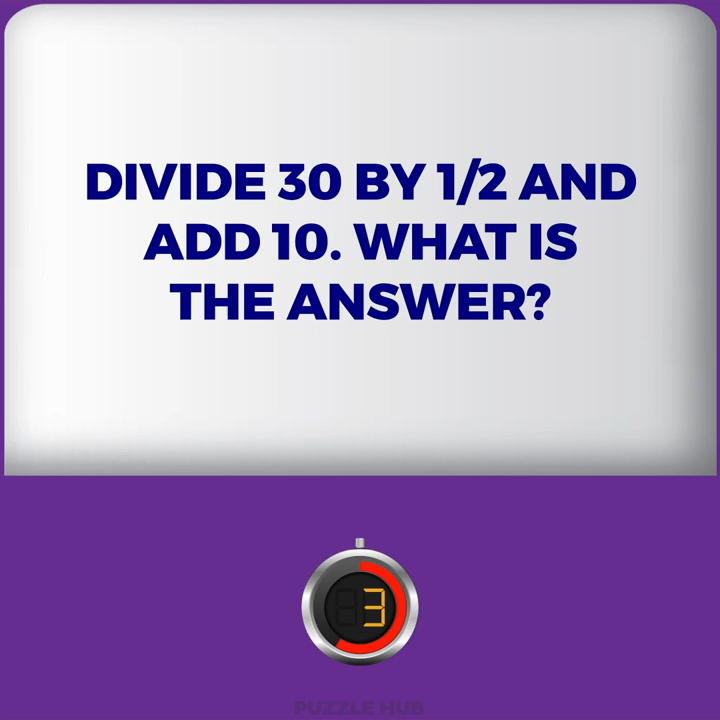 DIVIDE 30 BY 1/2 AND
ADD 10. WHAT IS
THE ANSWER?
3
PUZZLE HUB